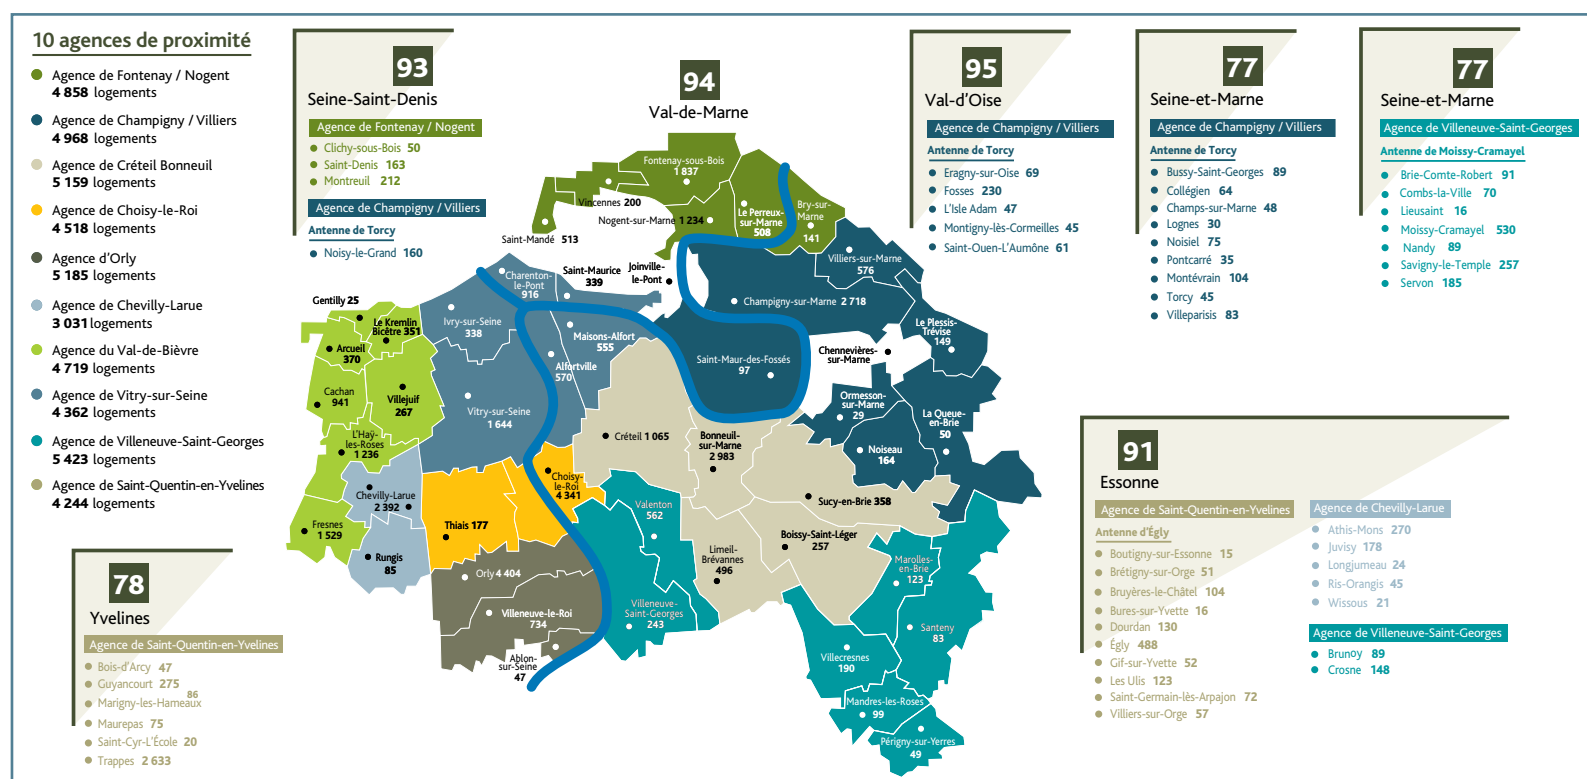 10 agences de proximité
Agence de Fontenay / Nogent
4 858 logements
Agence de Champigny / Villiers
4 968 logements
Agence de Créteil Bonneuil
5 159 logements
Agence de Choisy-le-Roi
4 518 logements
Agence d'Orly
5 185 logements
Agence de Chevilly-Larue
3 031 logements
Agence du Val-de-Bièvre
4 719 logements
Agence de Vitry-sur-Seine
4 362 logements
Agence de Villeneuve-Saint-Georges
5 423 logements
Agence de Saint-Quentin-en-Yvelines
4 244 logements
93
Seine-Saint-Denis
Agence de Fontenay / Nogent
Clichy-sous-Bois 50
Saint-Denis 163
Montreuil 212
Agence de Champigny / Villiers
Antenne de Torcy
Noisy-le-Grand 160
94
Val-de-Marne
Fontenay-sous-Bois
1 837
Vincennes 200
Nogent-sur-Marne 1 234
Le Perreux-
sur-Marne
508
Bry-sur-
Marne
141
Saint-Mandé 513
Charenton-
le-Pont
916
Saint-Maurice
339
Joinville-
le-Pont
Villiers-sur-Marne
576
Champigny-sur-Marne 2 718
Gentilly 25
Le Kremlin
Bicêtre 351
Ivry-sur-Seine
338
Maisons-Alfort
555
Arcueil
370
Alfortville
570
Saint-Maur-des-Fossés
97
Chennevières-
sur-Marne
Le Plessis-
Trévise
149
Cachan
941
Villejuif
267
Vitry-sur-Seine
1 644
Ormesson-
sur-Marne
29
La Queue-
en-Brie
50
L'Haÿ-
les-Roses
1 236
Créteil 1 065
Bonneuil-
sur-Marne
2 983
Noiseau
164
Chevilly-Larue
2 392
Choisy-
le-Roi
4 341
Sucy-en-Brie 358
Fresnes
1 529
Thiais 177
Valenton
562
Boissy-Saint-Léger
257
Rungis
85
Limeil-
Brévannes
496
Marolles-
en-Brie
123
Orly 4 404
Villeneuve-le-Roi
734
Villeneuve-
Saint-Georges
243
Santeny
83
Ablon-
sur-Seine
47
Villecresnes
190
Mandres-les-Roses
99
Périgny-sur-Yerres
49
95
Val-d'Oise
Agence de Champigny / Villiers
Antenne de Torcy
Eragny-sur-Oise 69
Fosses 230
L'Isle Adam 47
Montigny-lès-Cormeilles 45
Saint-Ouen-L'Aumône 61
77
Seine-et-Marne
Agence de Champigny / Villiers
Antenne de Torcy
Bussy-Saint-Georges 89
Collégien 64
Champs-sur-Marne 48
Lognes 30
Noisiel 75
Pontcarré 35
Montévrain 104
Torcy 45
Villeparisis 83
77
Seine-et-Marne
Agence de Villeneuve-Saint-Georges
Antenne de Moissy-Cramayel
Brie-Comte-Robert 91
Combs-la-Ville 70
Lieusaint 16
Moissy-Cramayel 530
Nandy 89
Savigny-le-Temple 257
Servon 185
78
Yvelines
Agence de Saint-Quentin-en-Yvelines
Bois-d'Arcy 47
Guyancourt 275
Marigny-les-Hameaux 86
Maurepas 75
Saint-Cyr-L'École 20
Trappes 2 633
91
Essonne
Agence de Saint-Quentin-en-Yvelines
Antenne d'Égly
Boutigny-sur-Essonne 15
Brétigny-sur-Orge 51
Bruyères-le-Châtel 104
Bures-sur-Yvette 16
Dourdan 130
Égly 488
Gif-sur-Yvette 52
Les Ulis 123
Saint-Germain-lès-Arpajon 72
Villiers-sur-Orge 57
Agence de Chevilly-Larue
Athis-Mons 270
Juvisy 178
Longjumeau 24
Ris-Orangis 45
Wissous 21
Agence de Villeneuve-Saint-Georges
Brunoy 89
Crosne 148